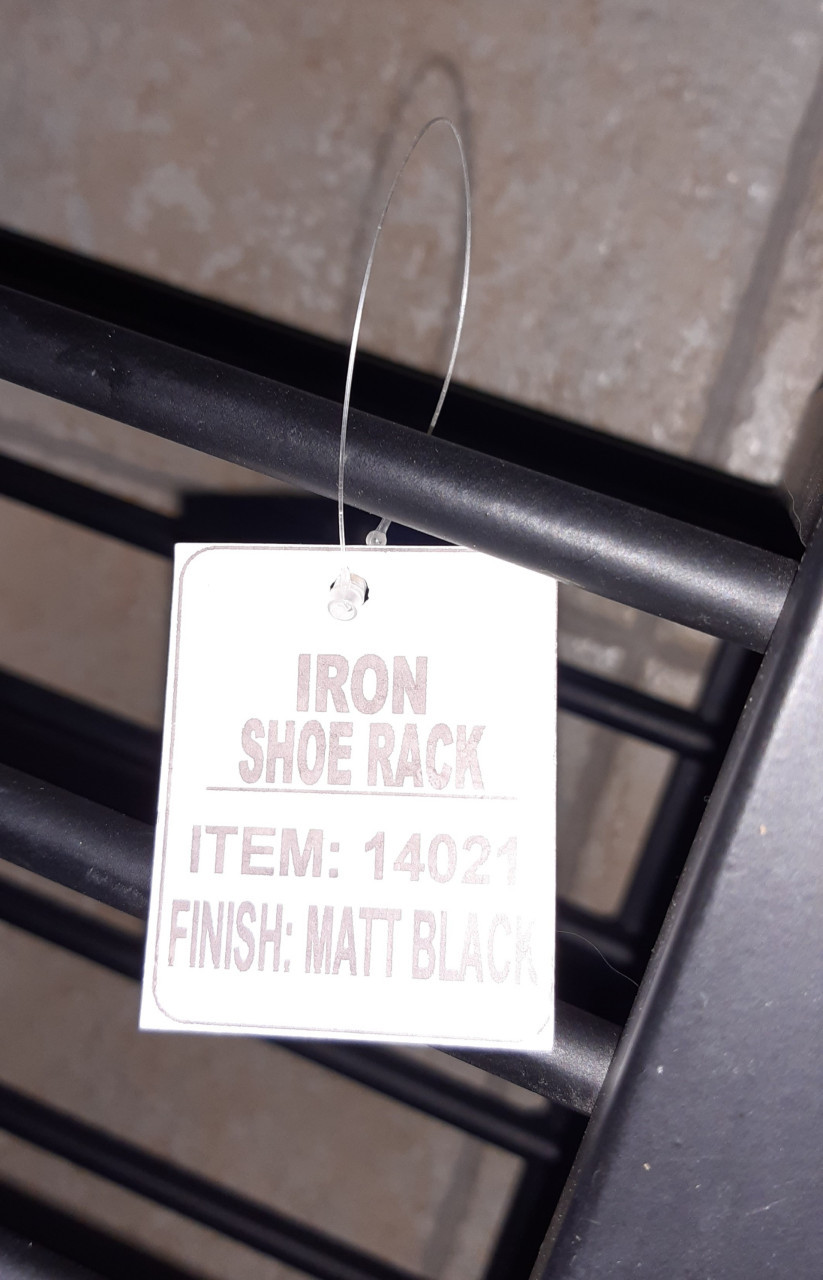 IRON
SHOE RACK
ITEM: 14021
FINISH: MATT BLACK